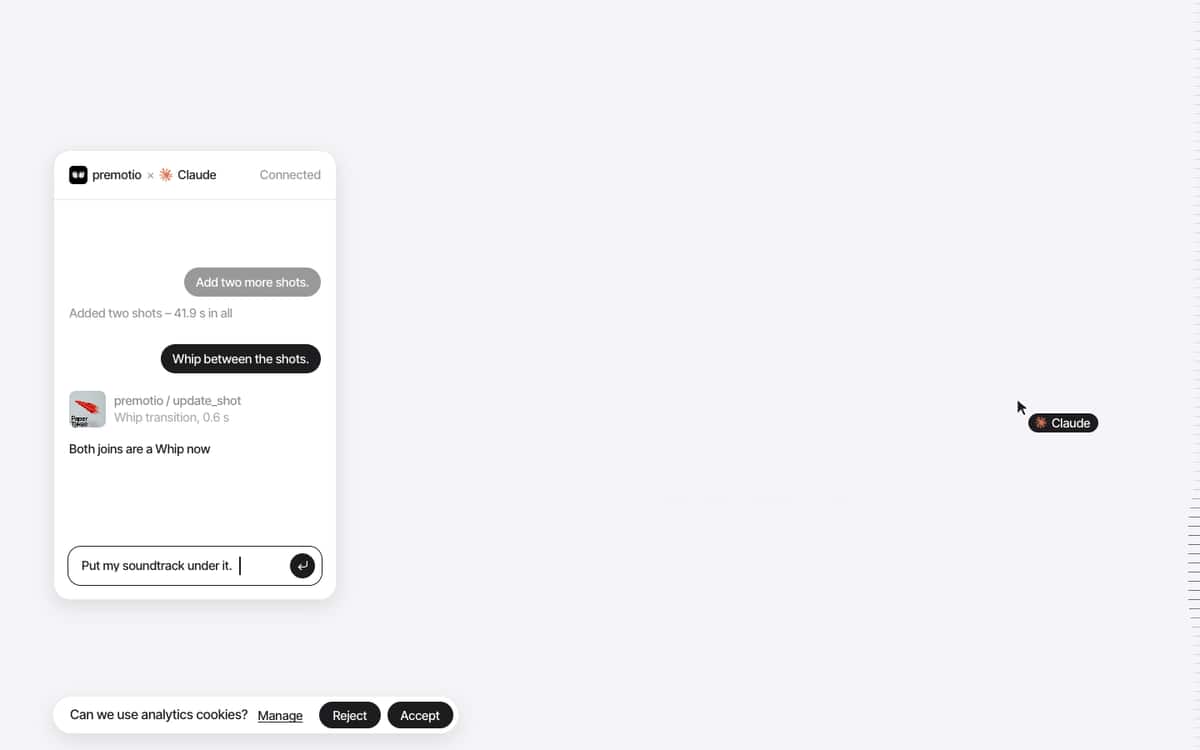 premotio × Claude Connected
Add two more shots.
Added two shots – 41.9 s in all
Whip between the shots.
premotio / update_shot
Whip transition, 0.6 s
Paper
Tokyo
Both joins are a Whip now
Claude
Put my soundtrack under it.
Can we use analytics cookies? Manage Reject Accept